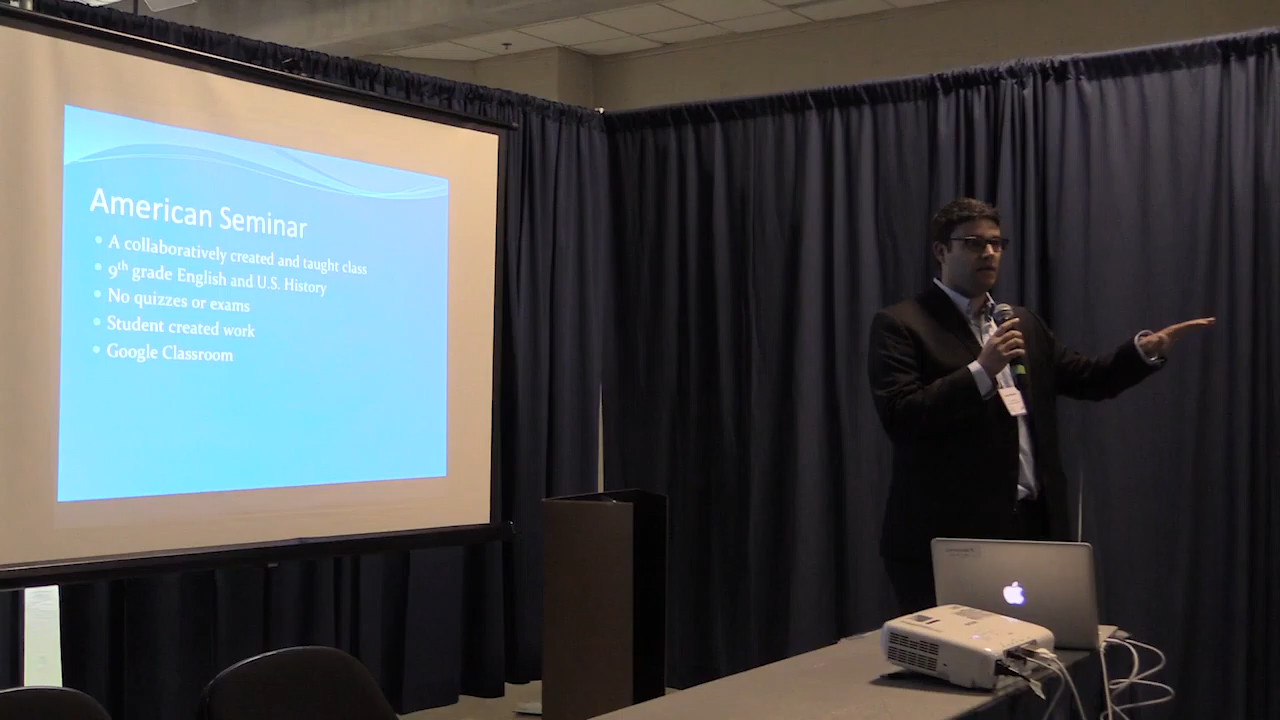 American Seminar
A collaboratively created and taught class
9th grade English and U.S. History
No quizzes or exams
Student created work
Google Classroom